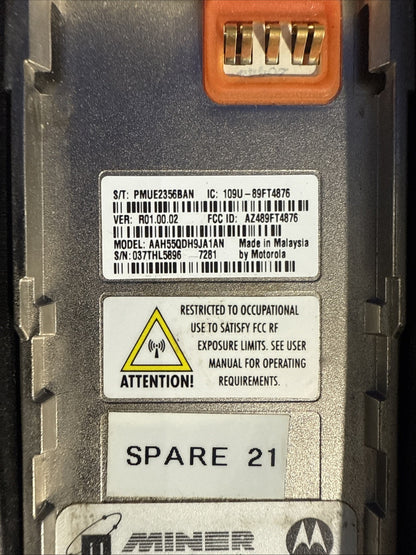 S/T: PMUE2356BAN IC: 109U-89FT4876
VER: R01.00.02 FCC ID: AZ489FT4876
MODEL: AAH55QDH9JA1AN Made in Malaysia
S/N: 037THL5896 7281 by Motorola
RESTRICTED TO OCCUPATIONAL
USE TO SATISFY FCC RF
EXPOSURE LIMITS. SEE USER
MANUAL FOR OPERATING
REQUIREMENTS.
ATTENTION!
SPARE 21
MINER